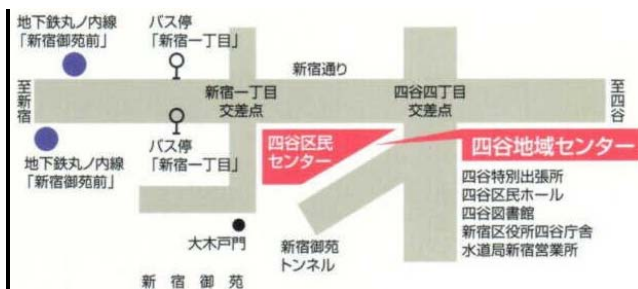 地下鉄丸ノ内線
「新宿御苑前」
バス停
「新宿一丁目」
新宿通り
至新宿
新宿一丁目
交差点
四谷四丁目
交差点
至四谷
地下鉄丸ノ内線
「新宿御苑前」
バス停
「新宿一丁目」
四谷区民
センター
四谷地域センター
四谷特別出張所
四谷区民ホール
四谷図書館
新宿区役所四谷庁舎
水道局新宿営業所
大木戸門
新宿御苑
トンネル
新宿御苑